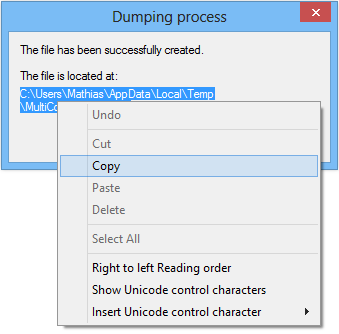 Dumping process
The file has been successfully created.
The file is located at:
C:\Users\Mathias\AppData\Local\Temp
Undo
Cut
Copy
Paste
Delete
Select All
Right to left Reading order
Show Unicode control characters
Insert Unicode control character